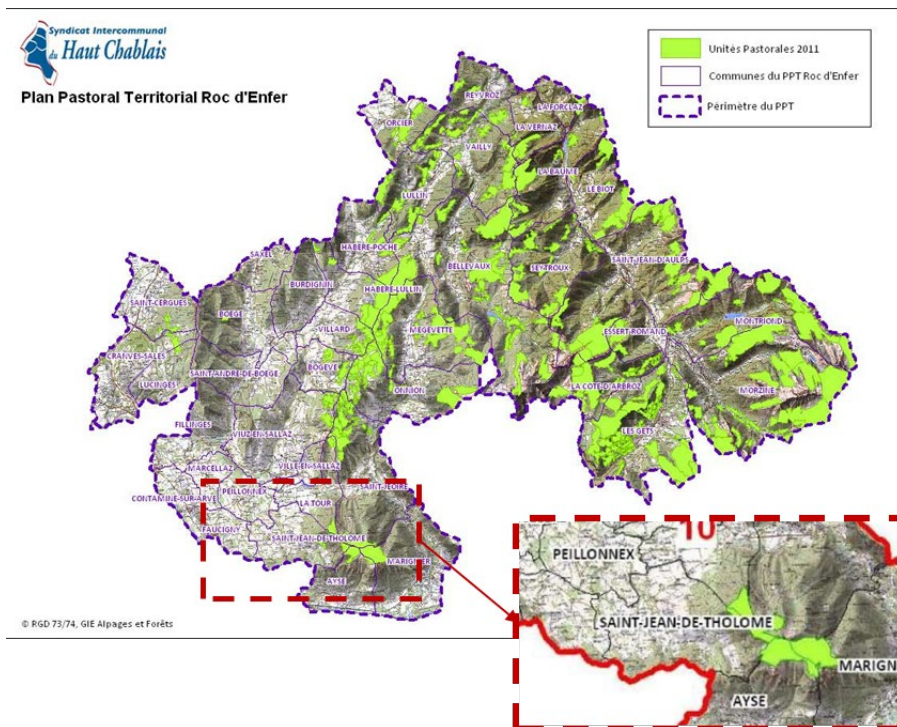 Syndicat Intercommunal
du Haut Chablais
Plan Pastoral Territorial Roc d'Enfer
Unités Pastorales 2011
Communes du PPT Roc d'Enfer
Périmètre du PPT
REYVROZ
LA FORCLAZ
ORCIER
LA VERNAZ
VAILLY
LA BAUME
LE BIOT
LULLIN
HABERE-POCHE
SAXEL
SAINT-JEAN-D'AULPS
BELLEVAUX
SEYTROUX
BURDIGNIN
HABERE-LULLIN
SAINT-CERGUES
BOEGE
MONTRIOND
VILLARD
MEGEVETTE
ESSERT-ROMAND
CRANVES-SALES
SAINT-ANDRE-DE-BOEGE
BOGEVE
LUCINGES
ONNION
LA COTE-D'ARBROZ
MORZINE
FILLINGES
VIUZ-EN-SALLAZ
LES GETS
MARCELLAZ
VILLE-EN-SALLAZ
PEILLONNEX
SAINT-JEOIRE
CONTAMINE-SUR-ARVE
LA TOUR
FAUCIGNY
SAINT-JEAN-DE-THOLOME
MARIGNIER
AYSE
10
PEILLONNEX
SAINT-JEAN-DE-THOLOME
MARIGN
AYSE
© RGD 73/74, GIE Alpages et Forêts